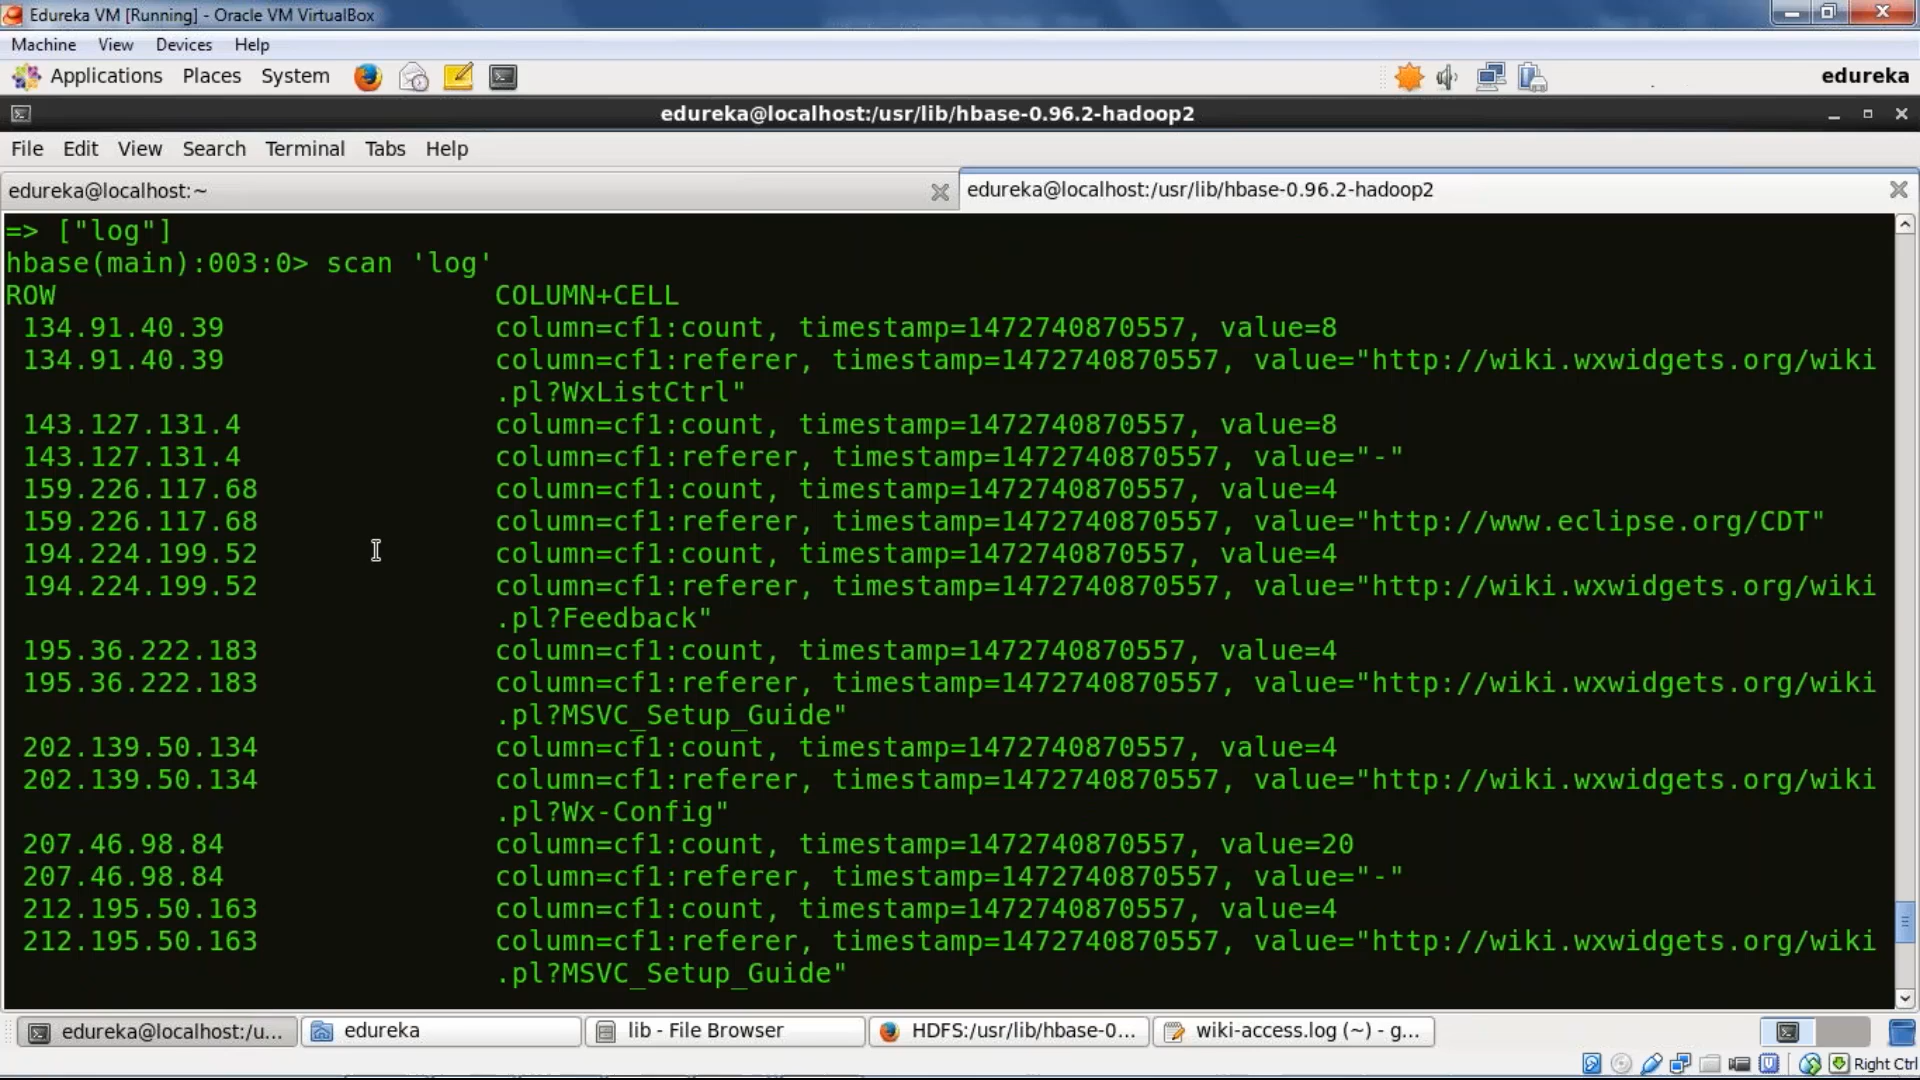 Edureka VM [Running] - Oracle VM VirtualBox
Machine View Devices Help
Applications Places System edureka
edureka@localhost:/usr/lib/hbase-0.96.2-hadoop2
File Edit View Search Terminal Tabs Help
edureka@localhost:~ edureka@localhost:/usr/lib/hbase-0.96.2-hadoop2
=> ["log"]
hbase(main):003:0> scan 'log'
ROW COLUMN+CELL
134.91.40.39 column=cf1:count, timestamp=1472740870557, value=8
134.91.40.39 column=cf1:referer, timestamp=1472740870557, value="http://wiki.wxwidgets.org/wiki
.pl?WxListCtrl"
143.127.131.4 column=cf1:count, timestamp=1472740870557, value=8
143.127.131.4 column=cf1:referer, timestamp=1472740870557, value="-"
159.226.117.68 column=cf1:count, timestamp=1472740870557, value=4
159.226.117.68 column=cf1:referer, timestamp=1472740870557, value="http://www.eclipse.org/CDT"
194.224.199.52 column=cf1:count, timestamp=1472740870557, value=4
194.224.199.52 column=cf1:referer, timestamp=1472740870557, value="http://wiki.wxwidgets.org/wiki
.pl?Feedback"
195.36.222.183 column=cf1:count, timestamp=1472740870557, value=4
195.36.222.183 column=cf1:referer, timestamp=1472740870557, value="http://wiki.wxwidgets.org/wiki
.pl?MSVC_Setup_Guide"
202.139.50.134 column=cf1:count, timestamp=1472740870557, value=4
202.139.50.134 column=cf1:referer, timestamp=1472740870557, value="http://wiki.wxwidgets.org/wiki
.pl?Wx-Config"
207.46.98.84 column=cf1:count, timestamp=1472740870557, value=20
207.46.98.84 column=cf1:referer, timestamp=1472740870557, value="-"
212.195.50.163 column=cf1:count, timestamp=1472740870557, value=4
212.195.50.163 column=cf1:referer, timestamp=1472740870557, value="http://wiki.wxwidgets.org/wiki
.pl?MSVC_Setup_Guide"
edureka@localhost:/u... edureka lib - File Browser HDFS:/usr/lib/hbase-0... wiki-access.log (~) - g...
Right Ctrl